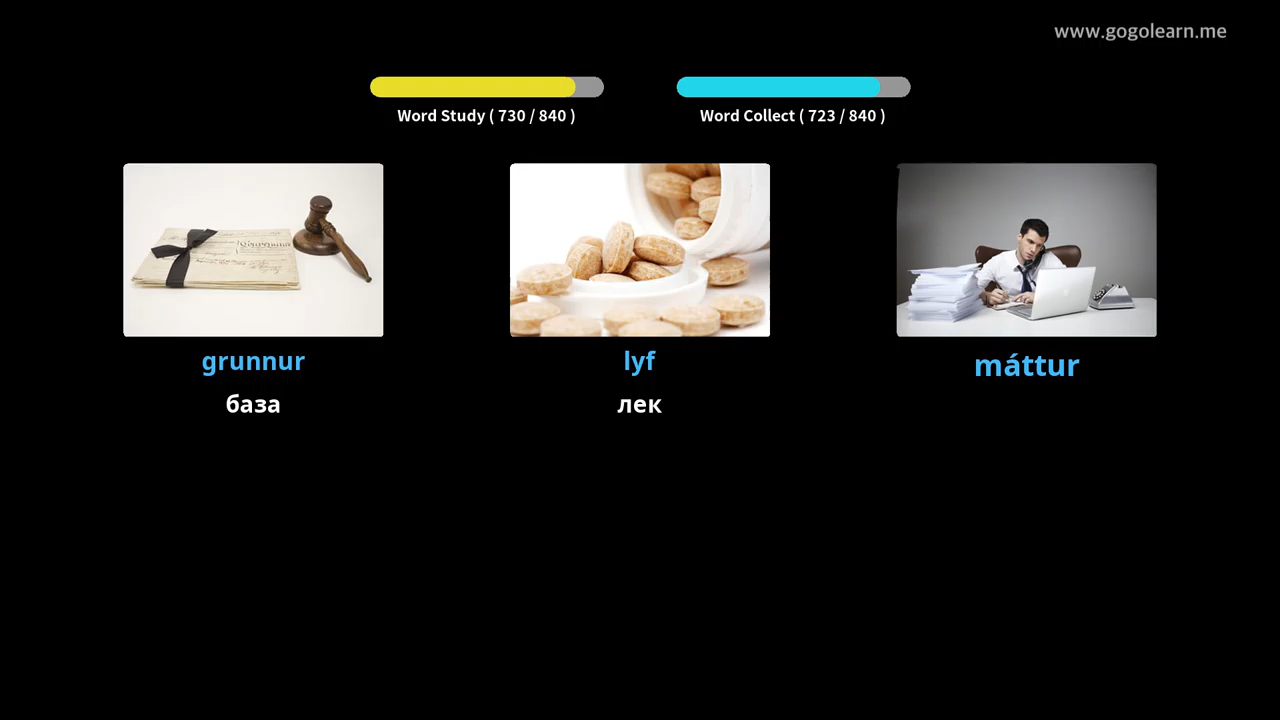 www.gogolearn.me
Word Study ( 730 / 840 )
Word Collect ( 723 / 840 )
grunnur
lyf
máttur
база
лек